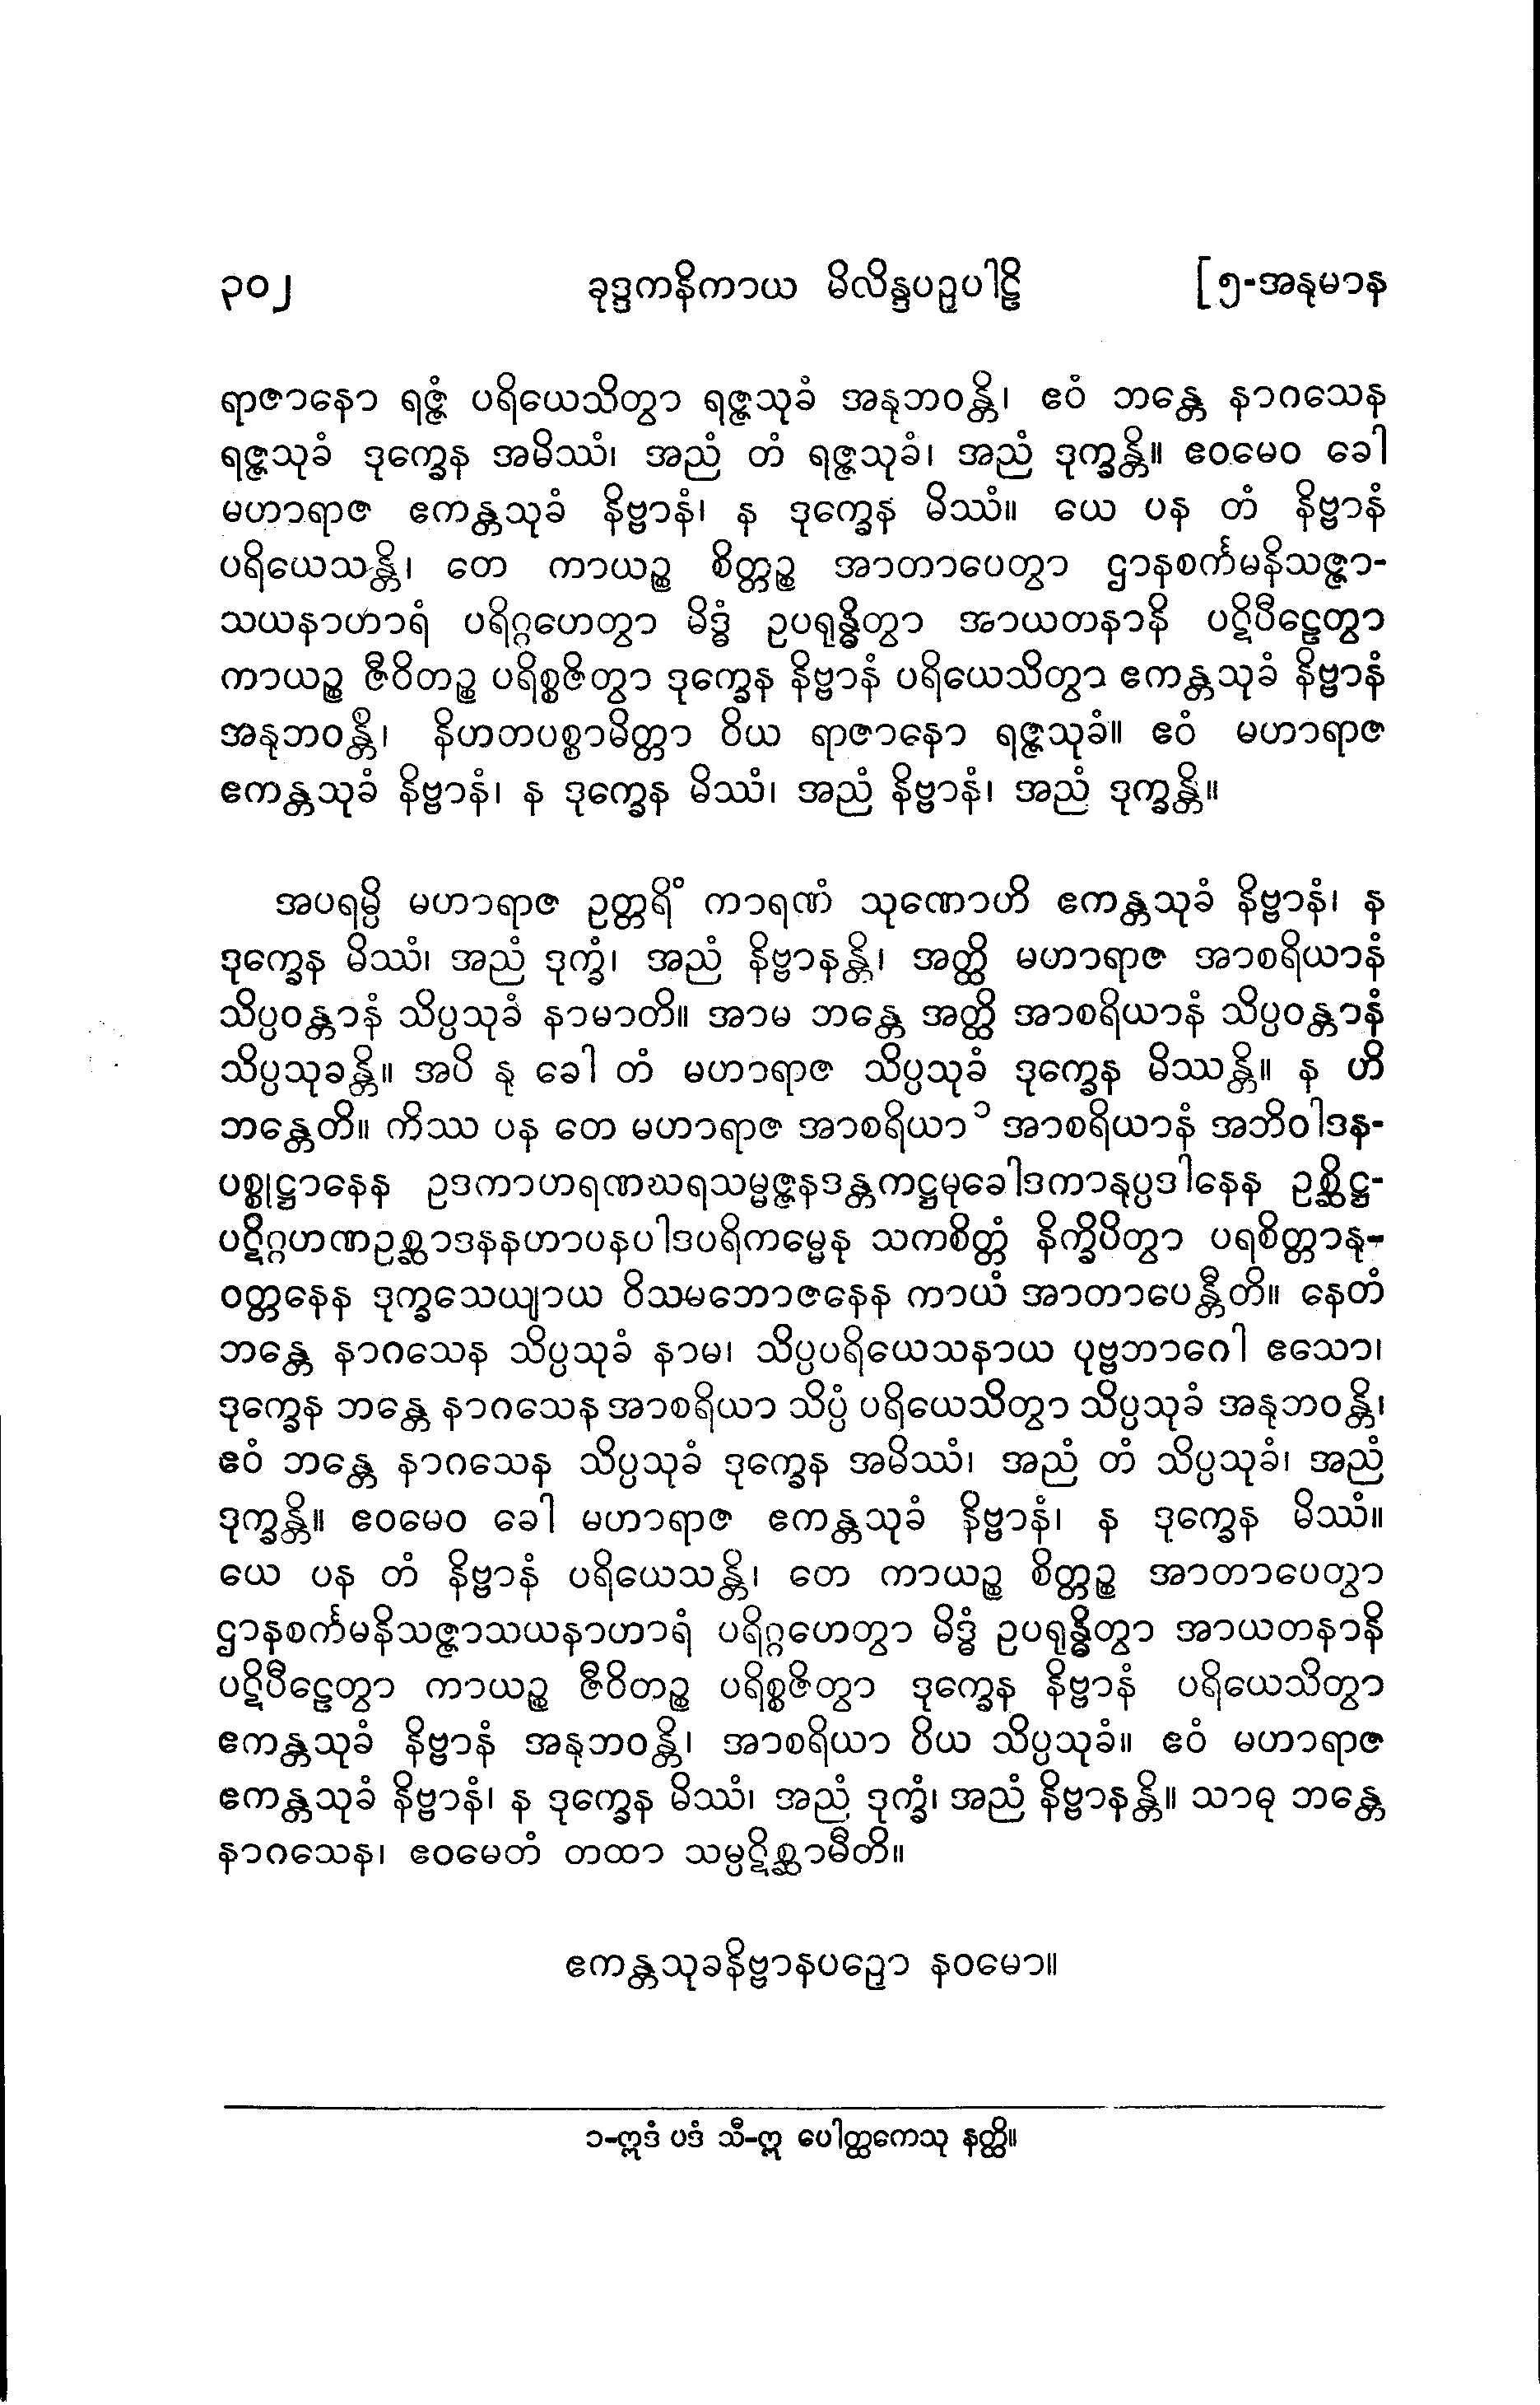 ၃၀၂ ခုဒ္ဒကနိကာယ မိလိန္ဒပဉှပါဠိ [ ၅-အနုမာန
ရာဇာနော ရဇ္ဇံ ပရိယေသိတွာ ရဇ္ဇသုခံ အနုဘဝန္တိ၊ ဧဝံ ဘန္တေ နာဂသေန
ရဇ္ဇသုခံ ဒုက္ခေန အမိဿံ၊ အညံ တံ ရဇ္ဇသုခံ၊ အညံ ဒုက္ခန္တိ။ ဧဝမေဝ ခေါ
မဟာရာဇ ဧကန္တသုခံ နိဗ္ဗာနံ၊ န ဒုက္ခေန မိဿံ။ ယေ ပန တံ နိဗ္ဗာနံ
ပရိယေသန္တိ၊ တေ ကာယဉ္စ စိတ္တဉ္စ အာတာပေတွာ ဌာနစင်္ကမနိသဇ္ဇာ-
သယနာဟာရံ ပရိဂ္ဂဟေတွာ မိဒ္ဓံ ဥပရုန္ဓိတွာ အာယတနာနိ ပဋိပီဠေတွာ
ကာယဉ္စ ဇီဝိတဉ္စ ပရိစ္စဇိတွာ ဒုက္ခေန နိဗ္ဗာနံ ပရိယေသိတွာ ဧကန္တသုခံ နိဗ္ဗာနံ
အနုဘဝန္တိ၊ နိဟတပစ္စာမိတ္တာ ဝိယ ရာဇာနော ရဇ္ဇသုခံ။ ဧဝံ မဟာရာဇ
ဧကန္တသုခံ နိဗ္ဗာနံ၊ န ဒုက္ခေန မိဿံ၊ အညံ နိဗ္ဗာနံ၊ အညံ ဒုက္ခန္တိ။
အပရမ္ပိ မဟာရာဇ ဥတ္တရိံ ကာရဏံ သုဏောဟိ ဧကန္တသုခံ နိဗ္ဗာနံ၊ န
ဒုက္ခေန မိဿံ၊ အညံ ဒုက္ခံ၊ အညံ နိဗ္ဗာနန္တိ၊ အတ္ထိ မဟာရာဇ အာစရိယာနံ
သိပ္ပဝန္တာနံ သိပ္ပသုခံ နာမာတိ။ အာမ ဘန္တေ အတ္ထိ အာစရိယာနံ သိပ္ပဝန္တာနံ
သိပ္ပသုခန္တိ။ အပိ နု ခေါ တံ မဟာရာဇ သိပ္ပသုခံ ဒုက္ခေန မိဿန္တိ။ န ဟိ
ဘန္တေတိ။ ကိဿ ပန တေ မဟာရာဇ အာစရိယာ ၁ အာစရိယာနံ အဘိဝါဒန-
ပစ္စုဋ္ဌာနေန ဥဒကာဟရဏဃရသမ္မဇ္ဇနဒန္တကဋ္ဌမုခေါဒကာနုပ္ပဒါနေန ဥစ္ဆိဋ္ဌ-
ပဋိဂ္ဂဟဏဥစ္ဆာဒနနဟာပနပါဒပရိကမ္မေန သကစိတ္တံ နိက္ခိပိတွာ ပရစိတ္တာနု-
ဝတ္တနေန ဒုက္ခသေယျာယ ဝိသမဘောဇနေန ကာယံ အာတာပေန္တီတိ။ နေတံ
ဘန္တေ နာဂသေန သိပ္ပသုခံ နာမ၊ သိပ္ပပရိယေသနာယ ပုဗ္ဗဘာဂေါ ဧသော၊
ဒုက္ခေန ဘန္တေ နာဂသေန အာစရိယာ သိပ္ပံ ပရိယေသိတွာ သိပ္ပသုခံ အနုဘဝန္တိ၊
ဧဝံ ဘန္တေ နာဂသေန သိပ္ပသုခံ ဒုက္ခေန အမိဿံ၊ အညံ တံ သိပ္ပသုခံ၊ အညံ
ဒုက္ခန္တိ။ ဧဝမေဝ ခေါ မဟာရာဇ ဧကန္တသုခံ နိဗ္ဗာနံ၊ န ဒုက္ခေန မိဿံ။
ယေ ပန တံ နိဗ္ဗာနံ ပရိယေသန္တိ၊ တေ ကာယဉ္စ စိတ္တဉ္စ အာတာပေတွာ
ဌာနစင်္ကမနိသဇ္ဇာသယနာဟာရံ ပရိဂ္ဂဟေတွာ မိဒ္ဓံ ဥပရုန္ဓိတွာ အာယတနာနိ
ပဋိပီဠေတွာ ကာယဉ္စ ဇီဝိတဉ္စ ပရိစ္စဇိတွာ ဒုက္ခေန နိဗ္ဗာနံ ပရိယေသိတွာ
ဧကန္တသုခံ နိဗ္ဗာနံ အနုဘဝန္တိ၊ အာစရိယာ ဝိယ သိပ္ပသုခံ။ ဧဝံ မဟာရာဇ
ဧကန္တသုခံ နိဗ္ဗာနံ၊ န ဒုက္ခေန မိဿံ၊ အညံ ဒုက္ခံ၊ အညံ နိဗ္ဗာနန္တိ။ သာဓု ဘန္တေ
နာဂသေန၊ ဧဝမေတံ တထာ သမ္ပဋိစ္ဆာမီတိ။
ဧကန္တသုခနိဗ္ဗာနပဉှော နဝမော။
၁-ဣဒံ ပဒံ သီ-ဣ ပေါတ္ထကေသု နတ္ထိ။